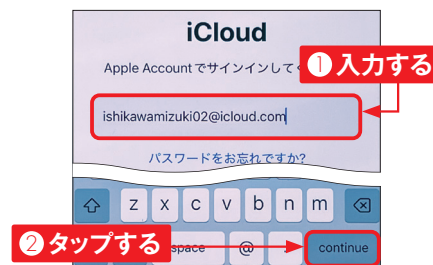 iCloud
Apple Accountでサインインして
❶入力する
ishikawamizuki02@icloud.com
パスワードをお忘れですか?
z x c v b n m
❷タップする
space @ . continue